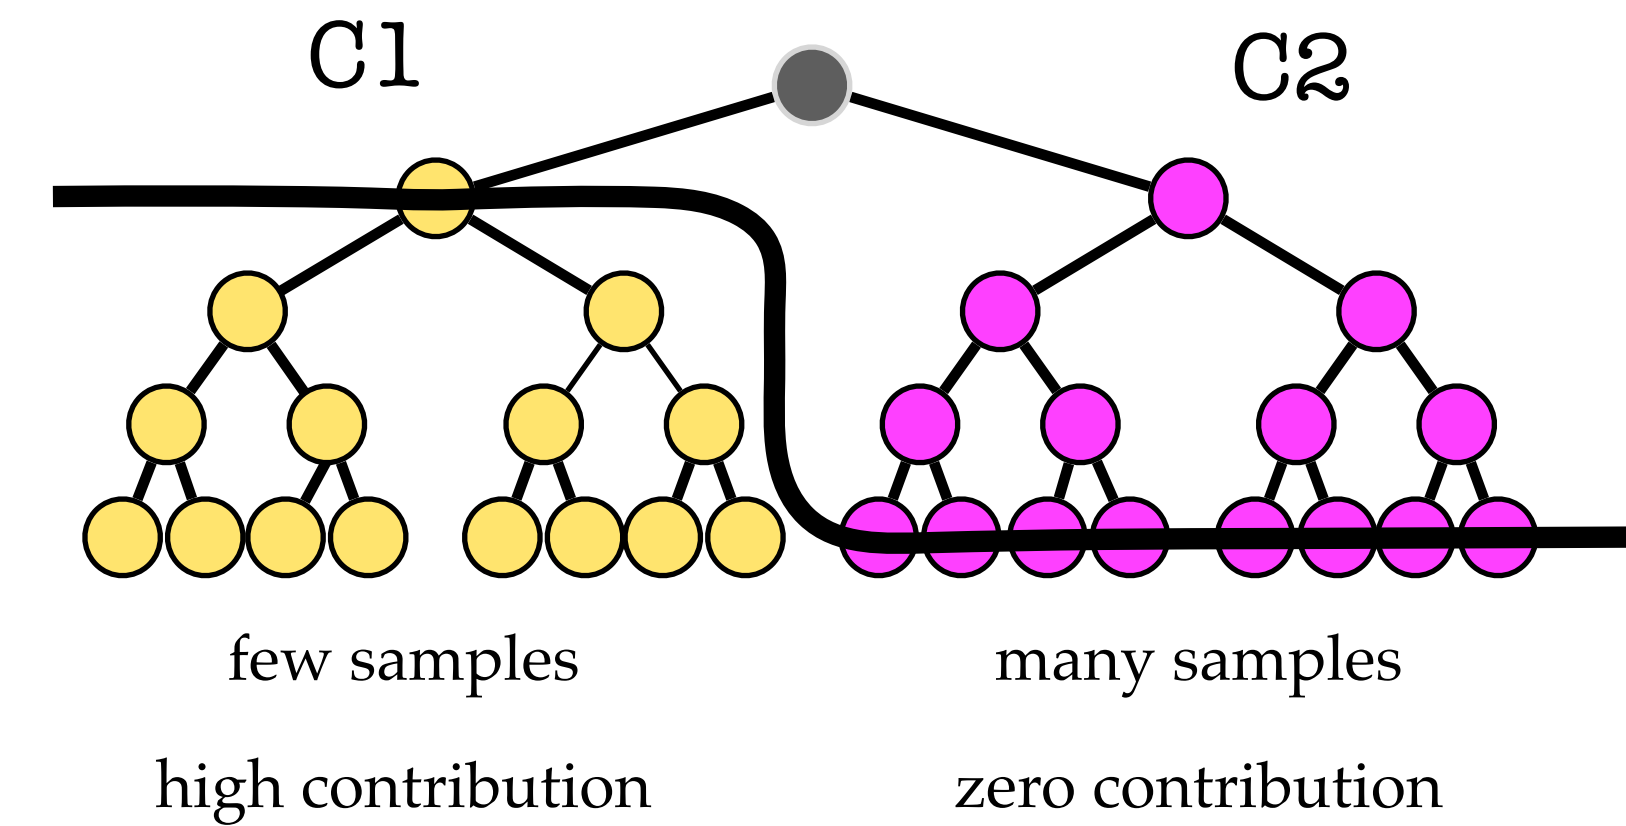 C1
C2
few samples
many samples
high contribution
zero contribution